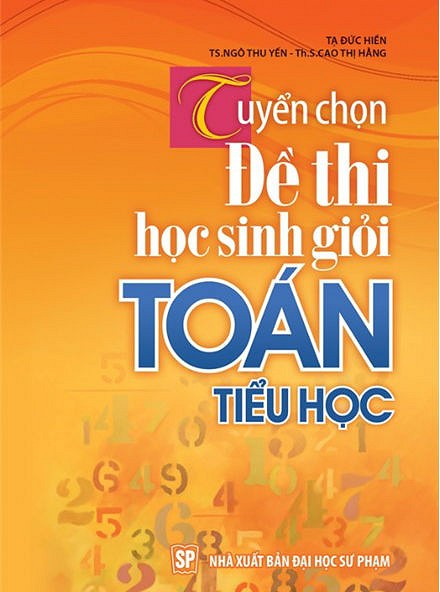 TẠ ĐỨC HIỀN
TS.NGÔ THU YẾN - Th.S.CAO THỊ HẰNG
Tuyển chọn
Đề thi
học sinh giỏi
TOÁN
TIỂU HỌC
SP
NHÀ XUẤT BẢN ĐẠI HỌC SƯ PHẠM